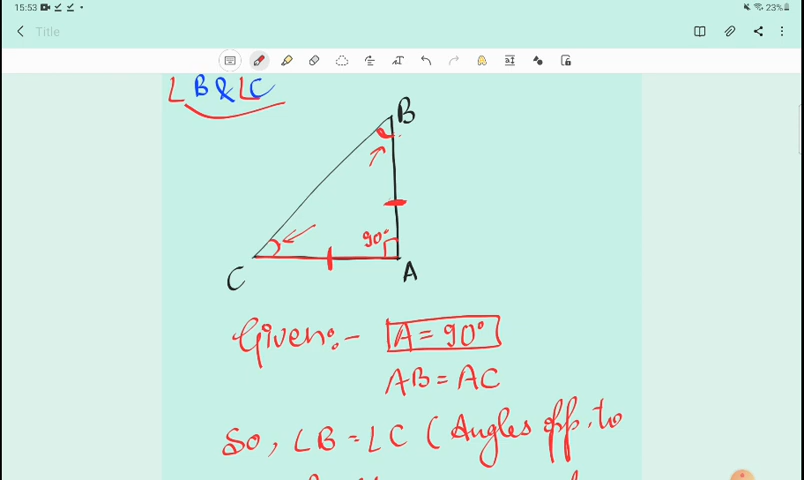 15:53
23%
Title
∠B & ∠C
B
90°
C
A
Given:- A = 90°
AB = AC
So, ∠B = ∠C (Angles opp. to